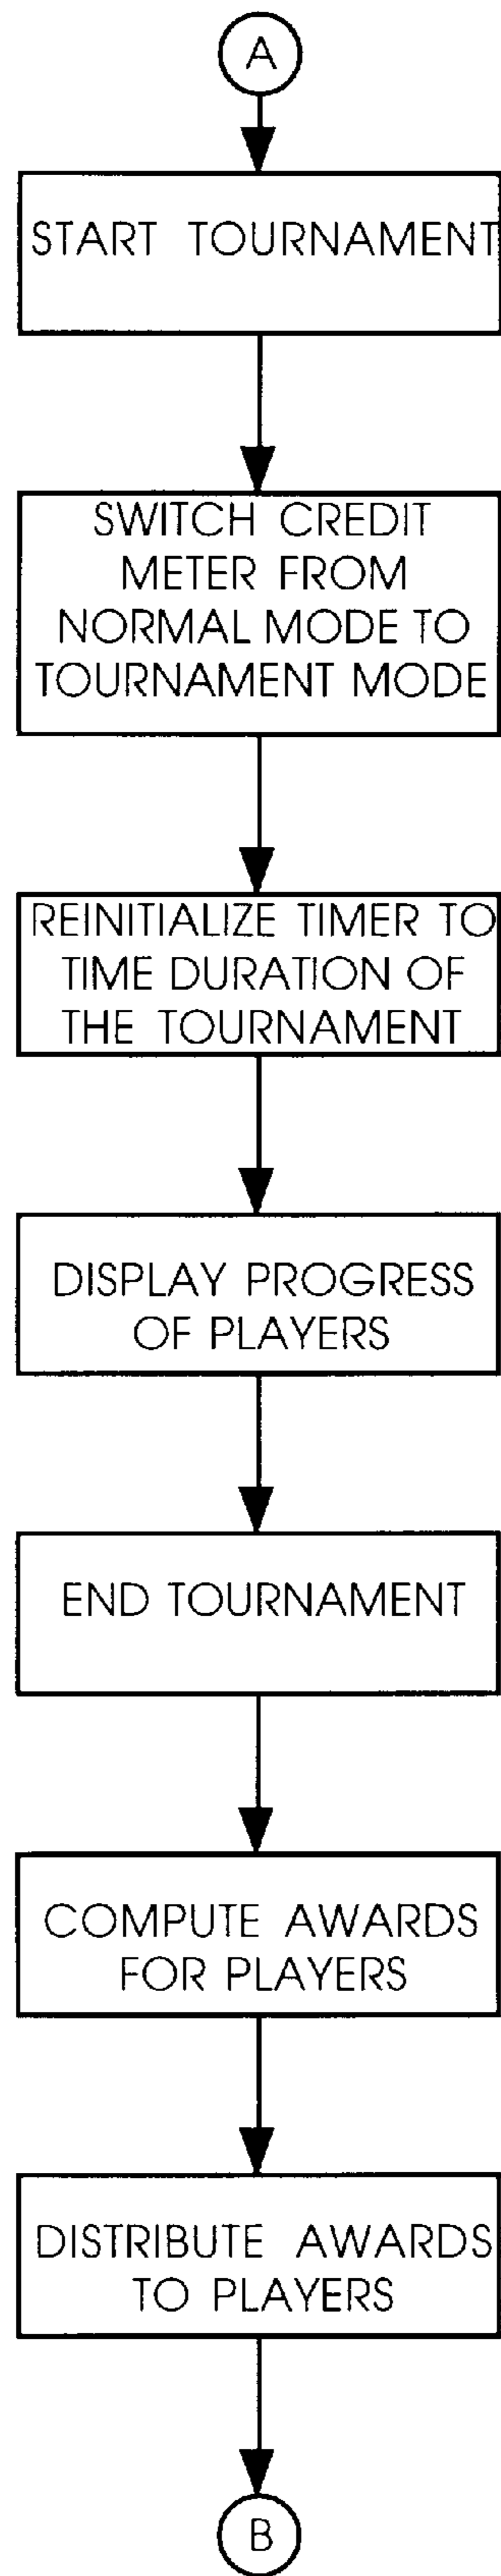 A
START TOURNAMENT
SWITCH CREDIT
METER FROM
NORMAL MODE TO
TOURNAMENT MODE
REINITIALIZE TIMER TO
TIME DURATION OF
THE TOURNAMENT
DISPLAY PROGRESS
OF PLAYERS
END TOURNAMENT
COMPUTE AWARDS
FOR PLAYERS
DISTRIBUTE AWARDS
TO PLAYERS
B